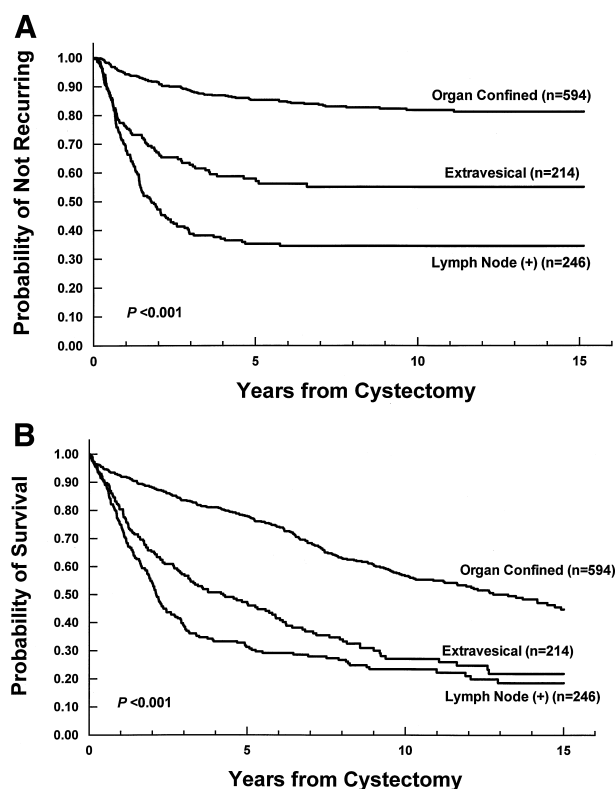 A
Probability of Not Recurring
1.00
0.90
0.80
0.70
0.60
0.50
0.40
0.30
0.20
0.10
0.00
Organ Confined (n=594)
Extravesical (n=214)
Lymph Node (+) (n=246)
P <0.001
0 5 10 15
Years from Cystectomy
B
Probability of Survival
1.00
0.90
0.80
0.70
0.60
0.50
0.40
0.30
0.20
0.10
0.00
Organ Confined (n=594)
Extravesical (n=214)
Lymph Node (+) (n=246)
P <0.001
0 5 10 15
Years from Cystectomy